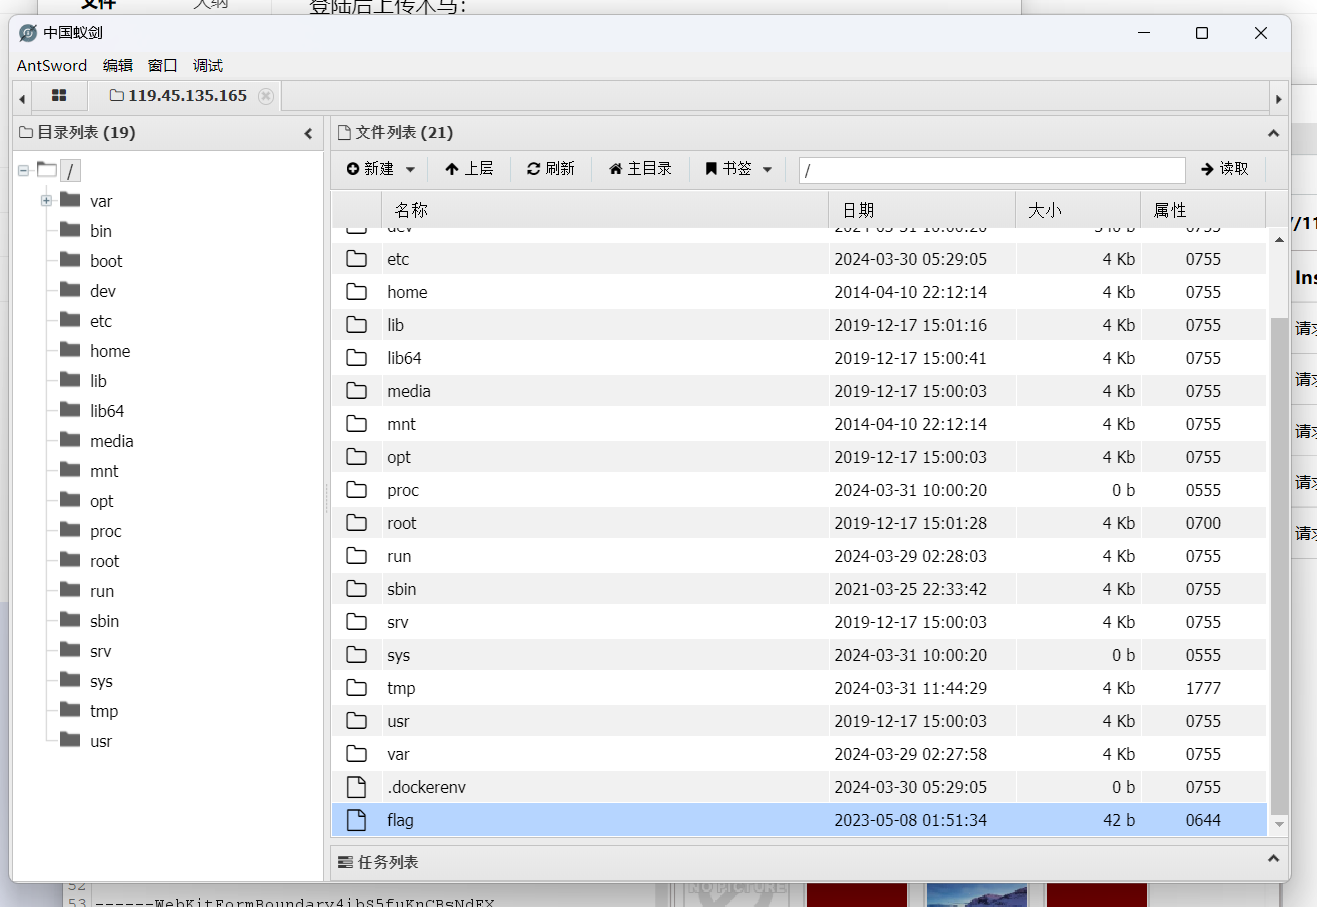 文件 大纲 登陆后上传木马：
中国蚁剑
AntSword 编辑 窗口 调试
119.45.135.165
目录列表 (19)
/
var
bin
boot
dev
etc
home
lib
lib64
media
mnt
opt
proc
root
run
sbin
srv
sys
tmp
usr
文件列表 (21)
新建 上层 刷新 主目录 书签 / 读取
名称 日期 大小 属性
dev 2024-03-31 10:00:20 340 b 0755
etc 2024-03-30 05:29:05 4 Kb 0755
home 2014-04-10 22:12:14 4 Kb 0755
lib 2019-12-17 15:01:16 4 Kb 0755
lib64 2019-12-17 15:00:41 4 Kb 0755
media 2019-12-17 15:00:03 4 Kb 0755
mnt 2014-04-10 22:12:14 4 Kb 0755
opt 2019-12-17 15:00:03 4 Kb 0755
proc 2024-03-31 10:00:20 0 b 0555
root 2019-12-17 15:01:28 4 Kb 0700
run 2024-03-29 02:28:03 4 Kb 0755
sbin 2021-03-25 22:33:42 4 Kb 0755
srv 2019-12-17 15:00:03 4 Kb 0755
sys 2024-03-31 10:00:20 0 b 0555
tmp 2024-03-31 11:44:29 4 Kb 1777
usr 2019-12-17 15:00:03 4 Kb 0755
var 2024-03-29 02:27:58 4 Kb 0755
.dockerenv 2024-03-30 05:29:05 0 b 0755
flag 2023-05-08 01:51:34 42 b 0644
任务列表
/11
Ins
请求
请求
请求
请求
请求
52
53 ------WebKitFormBoundary4ibS5fuKnCBsNdEX
NO PICTURE